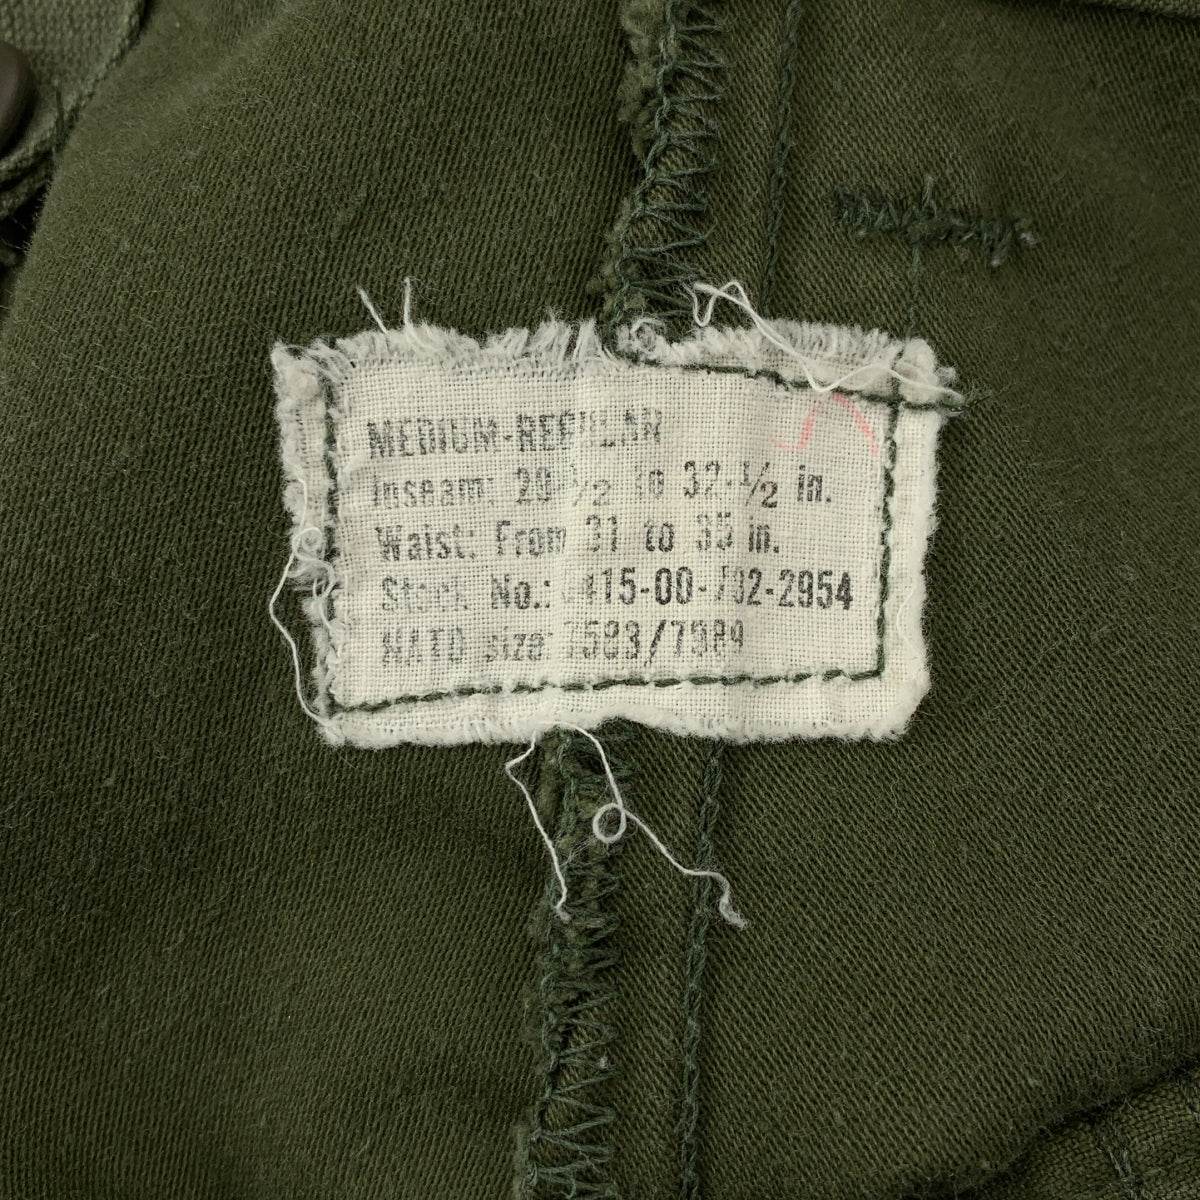 MEDIUM-REGULAR
Inseam: 29-1/2 to 32-1/2 in.
Waist: From 31 to 35 in.
Stock No.: 8415-00-782-2954
NATO size: 7583/7989